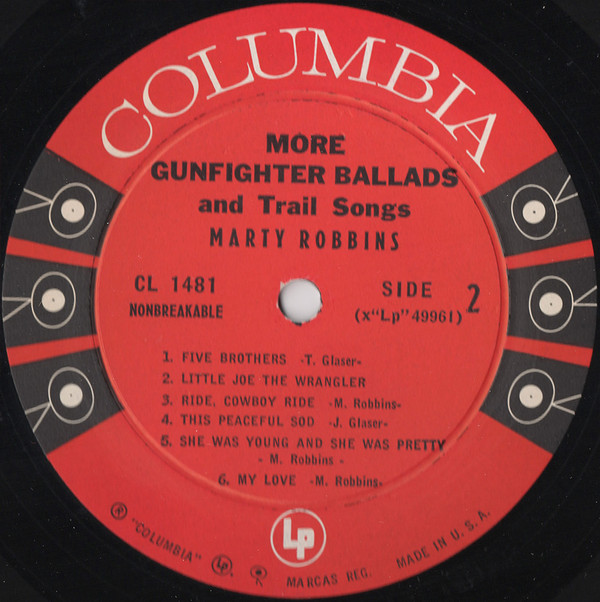 COLUMBIA
MORE
GUNFIGHTER BALLADS
and Trail Songs
MARTY ROBBINS
CL 1481
NONBREAKABLE
SIDE 2
(x"Lp" 49961)
1. FIVE BROTHERS -T. Glaser-
2. LITTLE JOE THE WRANGLER
3. RIDE, COWBOY RIDE -M. Robbins-
4. THIS PEACEFUL SOD -J. Glaser-
5. SHE WAS YOUNG AND SHE WAS PRETTY
- M. Robbins -
6. MY LOVE -M. Robbins-
Lp
® "COLUMBIA" Lp MARCAS REG. MADE IN U. S. A.